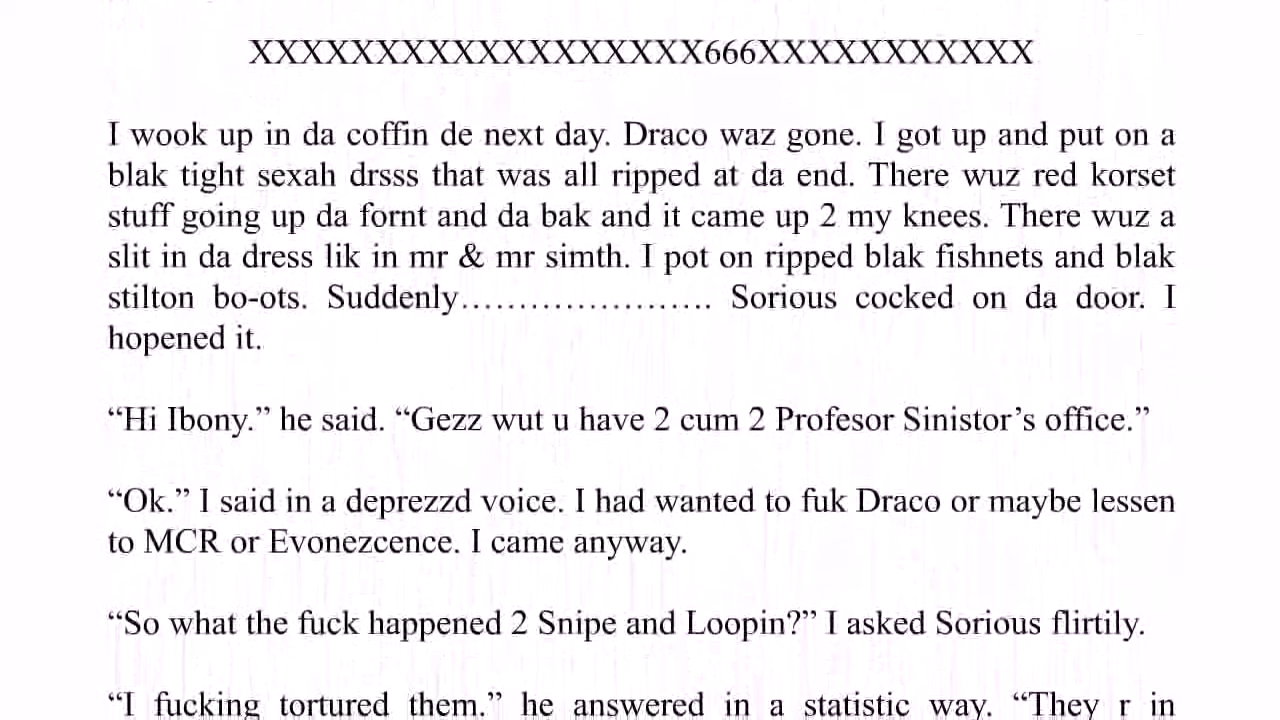 XXXXXXXXXXXXXXXXXX666XXXXXXXXXXX
I wook up in da coffin de next day. Draco waz gone. I got up and put on a
blak tight sexah drsss that was all ripped at da end. There wuz red korset
stuff going up da fornt and da bak and it came up 2 my knees. There wuz a
slit in da dress lik in mr & mr simth. I pot on ripped blak fishnets and blak
stilton bo-ots. Suddenly…………………. Sorious cocked on da door. I
hopened it.
“Hi Ibony.” he said. “Gezz wut u have 2 cum 2 Profesor Sinistor’s office.”
“Ok.” I said in a deprezzd voice. I had wanted to fuk Draco or maybe lessen
to MCR or Evonezcence. I came anyway.
“So what the fuck happened 2 Snipe and Loopin?” I asked Sorious flirtily.
“I fucking tortured them.” he answered in a statistic way. “They r in